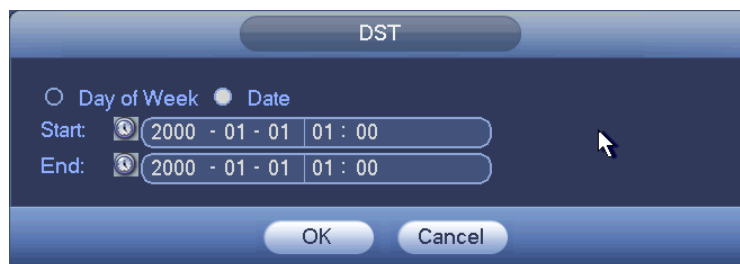 DST
Day of Week Date
Start: 2000 - 01 - 01 01 : 00
End: 2000 - 01 - 01 01 : 00
OK Cancel